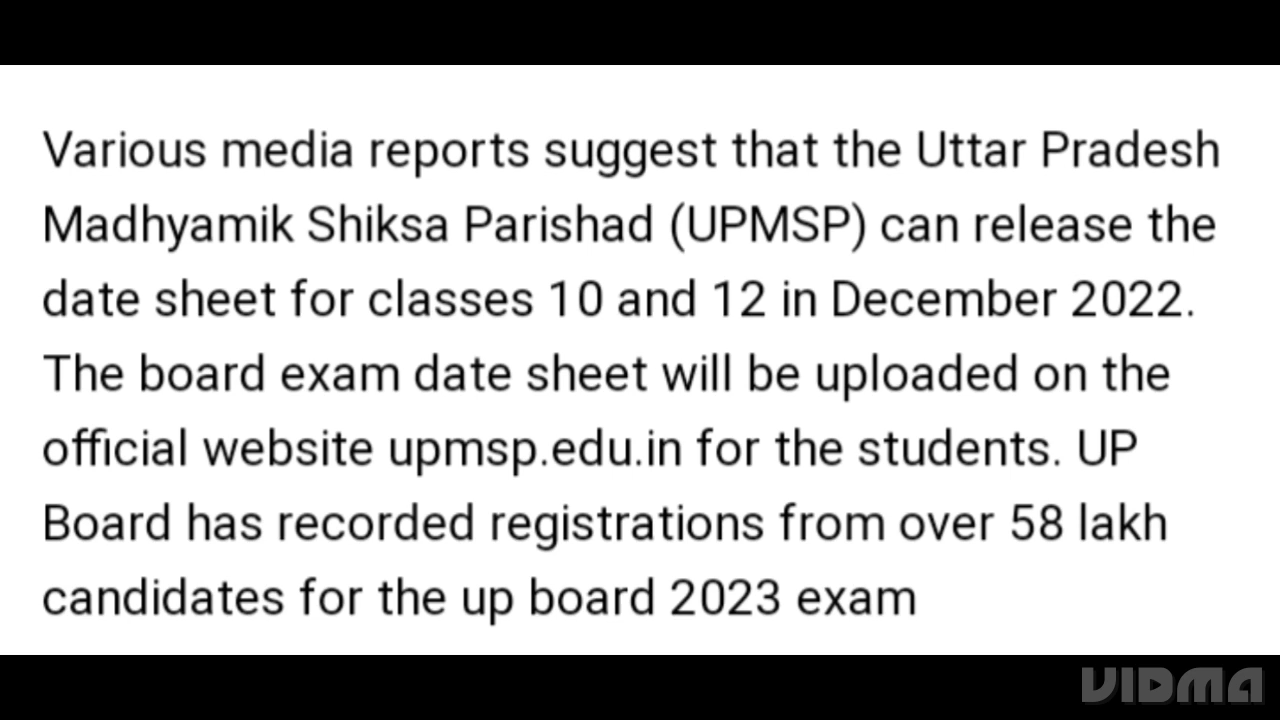 Various media reports suggest that the Uttar Pradesh
Madhyamik Shiksa Parishad (UPMSP) can release the
date sheet for classes 10 and 12 in December 2022.
The board exam date sheet will be uploaded on the
official website upmsp.edu.in for the students. UP
Board has recorded registrations from over 58 lakh
candidates for the up board 2023 exam
VIDMA